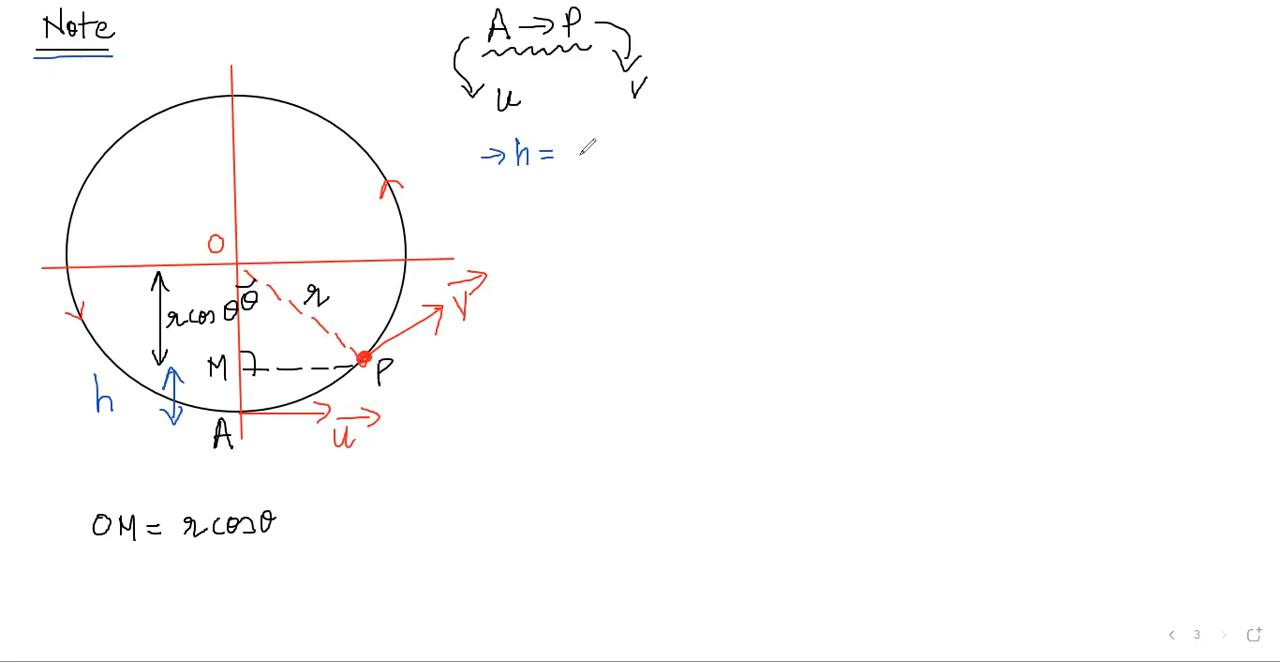 Note
A → P
u
v
→ h =
O
θ
r
r cos θ
v
M
P
h
A
u
OM = r cos θ
3